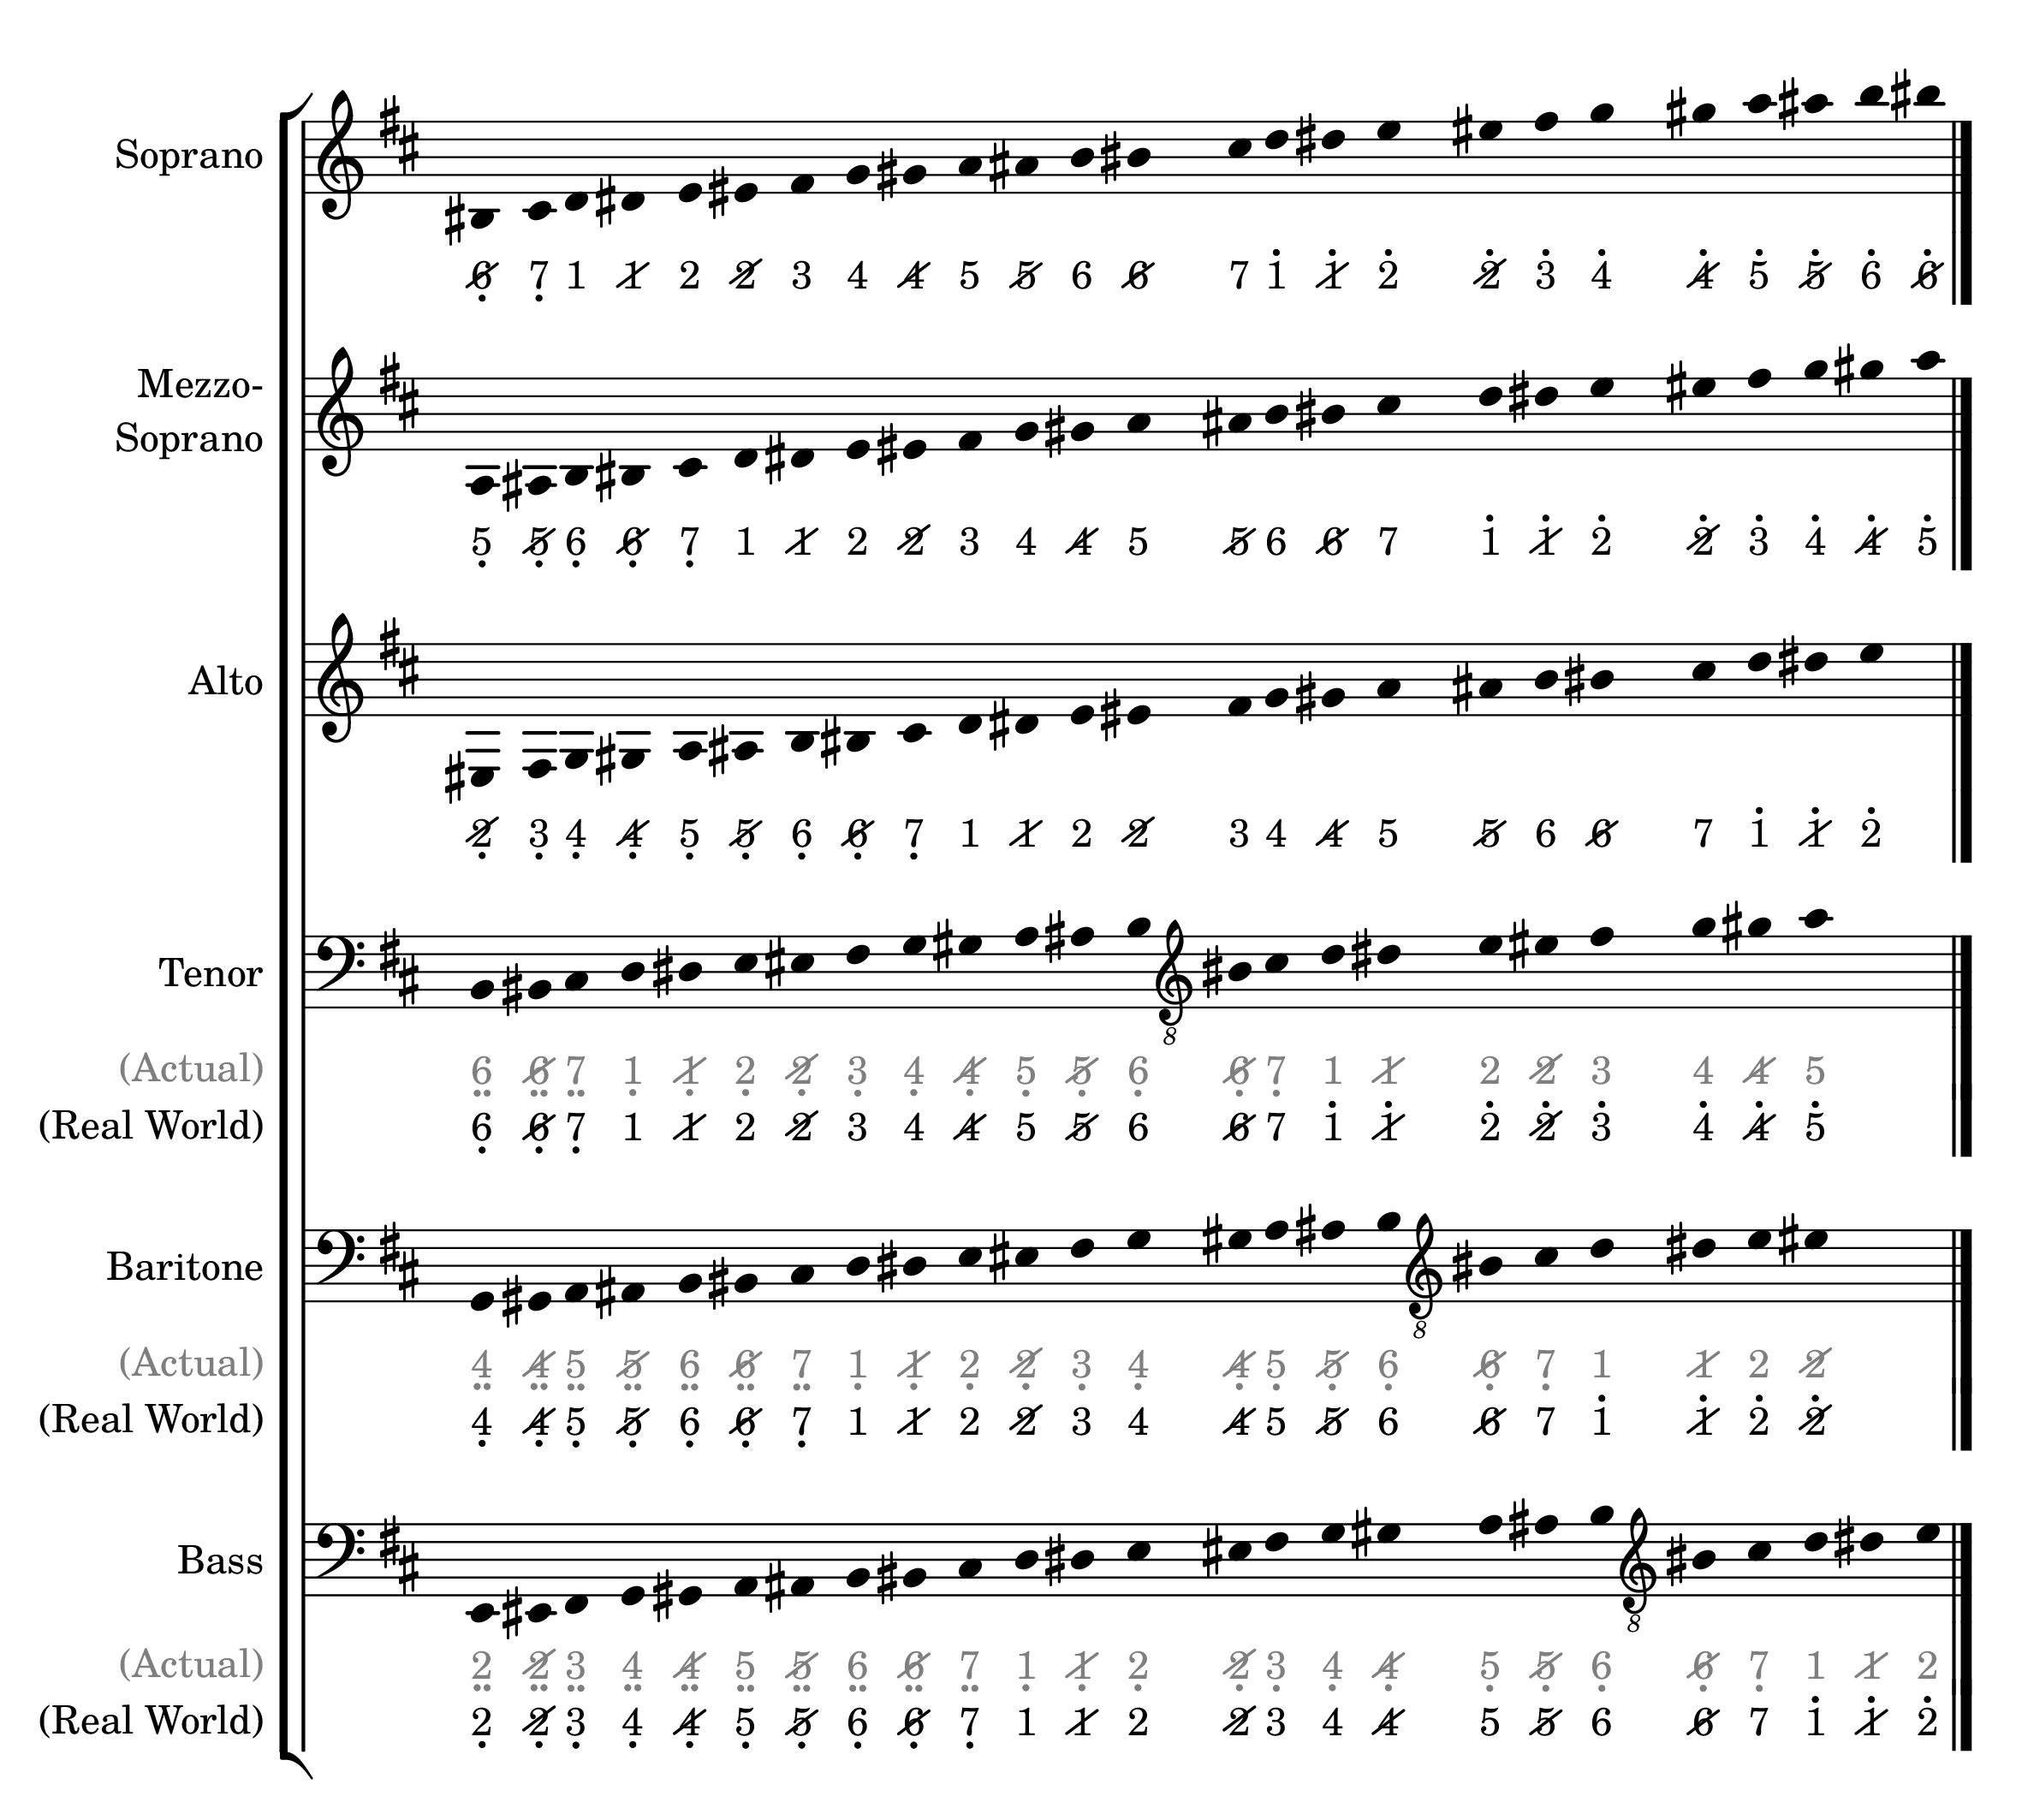 Soprano
6 7 1 1 2 2 3 4 4 5 5 6 6 7 1 1 2 2 3 4 4 5 5 6 6
Mezzo-
Soprano
5 5 6 6 7 1 1 2 2 3 4 4 5 5 6 6 7 1 1 2 2 3 4 4 5
Alto
2 3 4 4 5 5 6 6 7 1 1 2 2 3 4 4 5 5 6 6 7 1 1 2
Tenor
8
(Actual) 6 6 7 1 1 2 2 3 4 4 5 5 6 6 7 1 1 2 2 3 4 4 5
(Real World) 6 6 7 1 1 2 2 3 4 4 5 5 6 6 7 1 1 2 2 3 4 4 5
Baritone
8
(Actual) 4 4 5 5 6 6 7 1 1 2 2 3 4 4 5 5 6 6 7 1 1 2 2
(Real World) 4 4 5 5 6 6 7 1 1 2 2 3 4 4 5 5 6 6 7 1 1 2 2
Bass
8
(Actual) 2 2 3 4 4 5 5 6 6 7 1 1 2 2 3 4 4 5 5 6 6 7 1 1 2
(Real World) 2 2 3 4 4 5 5 6 6 7 1 1 2 2 3 4 4 5 5 6 6 7 1 1 2